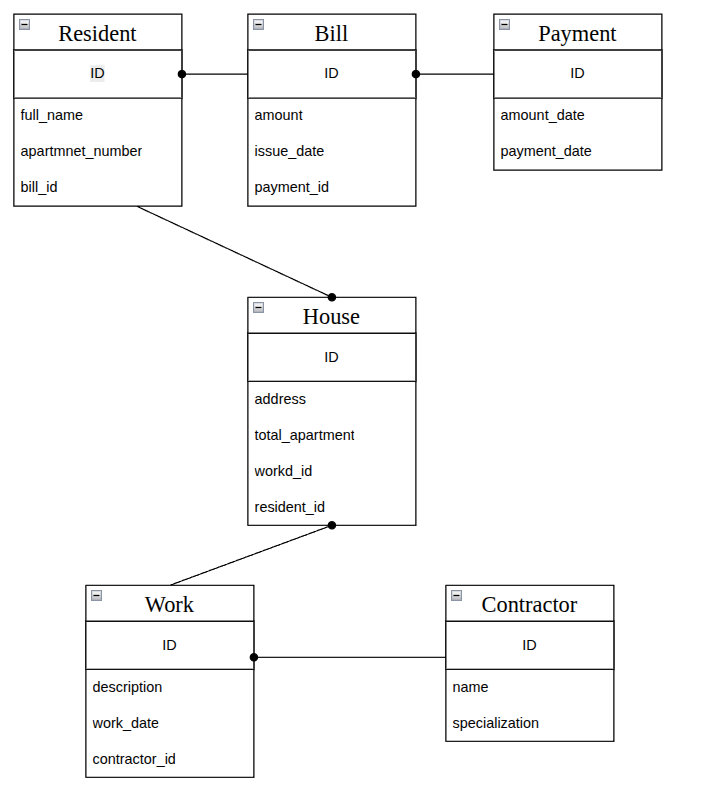 Resident
ID
full_name
apartmnet_number
bill_id
Bill
ID
amount
issue_date
payment_id
Payment
ID
amount_date
payment_date
House
ID
address
total_apartment
workd_id
resident_id
Work
ID
description
work_date
contractor_id
Contractor
ID
name
specialization